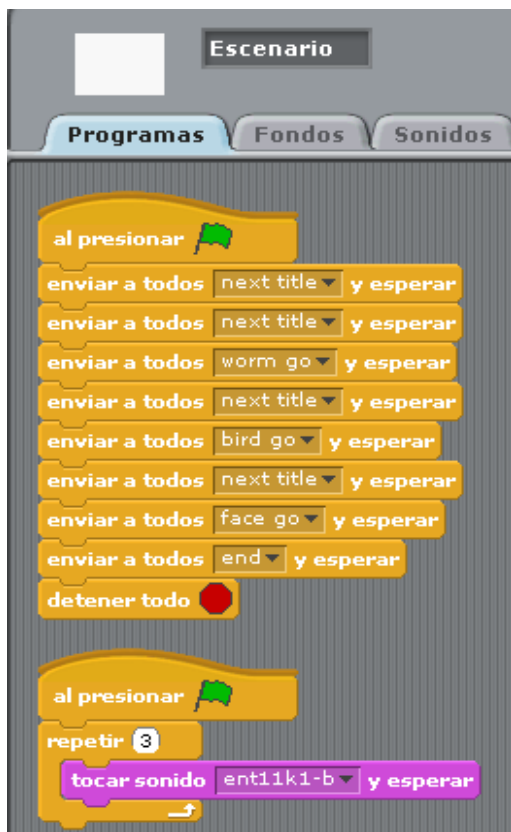 Escenario
Programas Fondos Sonidos
al presionar
enviar a todos next title y esperar
enviar a todos next title y esperar
enviar a todos worm go y esperar
enviar a todos next title y esperar
enviar a todos bird go y esperar
enviar a todos next title y esperar
enviar a todos face go y esperar
enviar a todos end y esperar
detener todo
al presionar
repetir 3
tocar sonido ent11k1-b y esperar